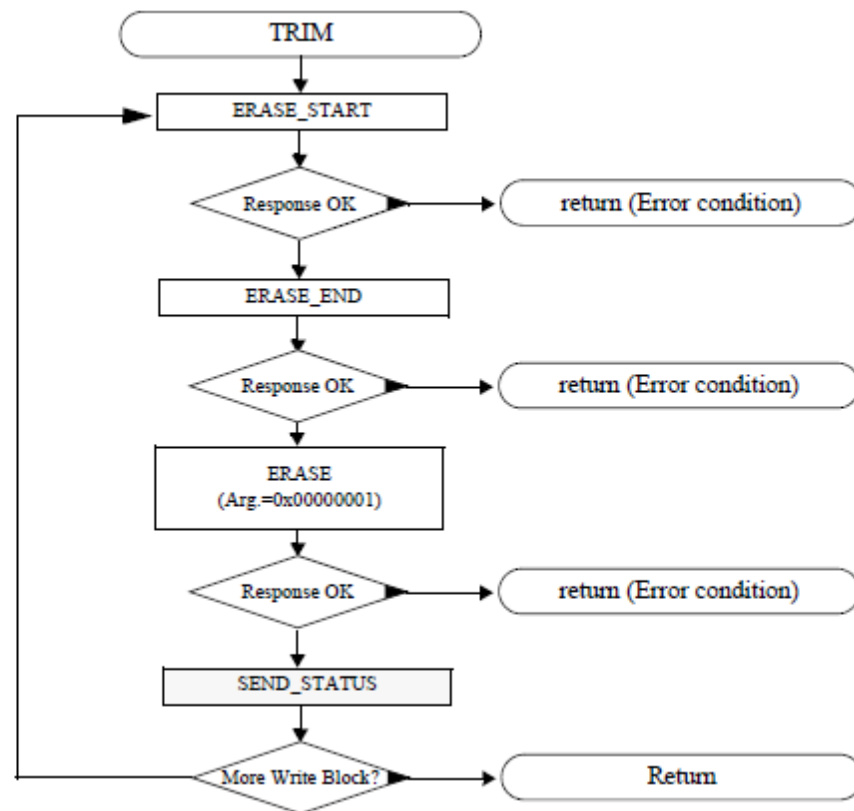 TRIM
ERASE_START
Response OK
return (Error condition)
ERASE_END
Response OK
return (Error condition)
ERASE
(Arg.=0x00000001)
Response OK
return (Error condition)
SEND_STATUS
More Write Block?
Return